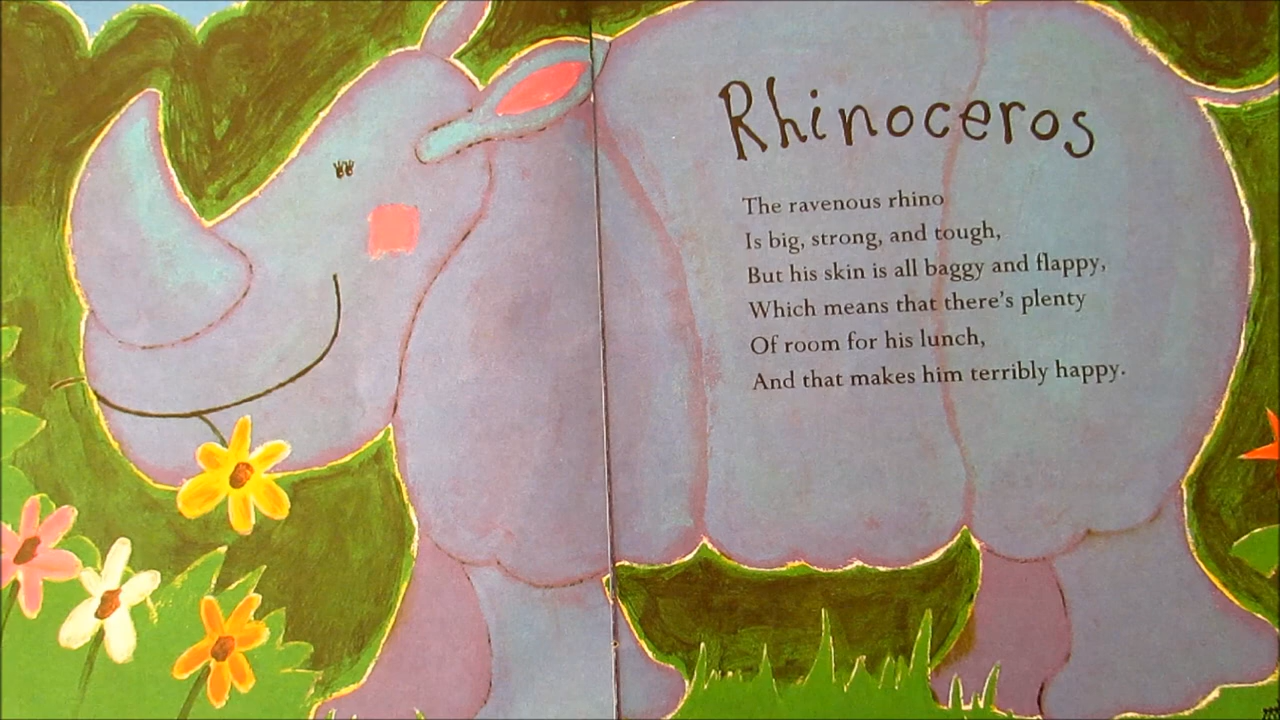 Rhinoceros
The ravenous rhino
Is big, strong, and tough,
But his skin is all baggy and flappy,
Which means that there's plenty
Of room for his lunch,
And that makes him terribly happy.